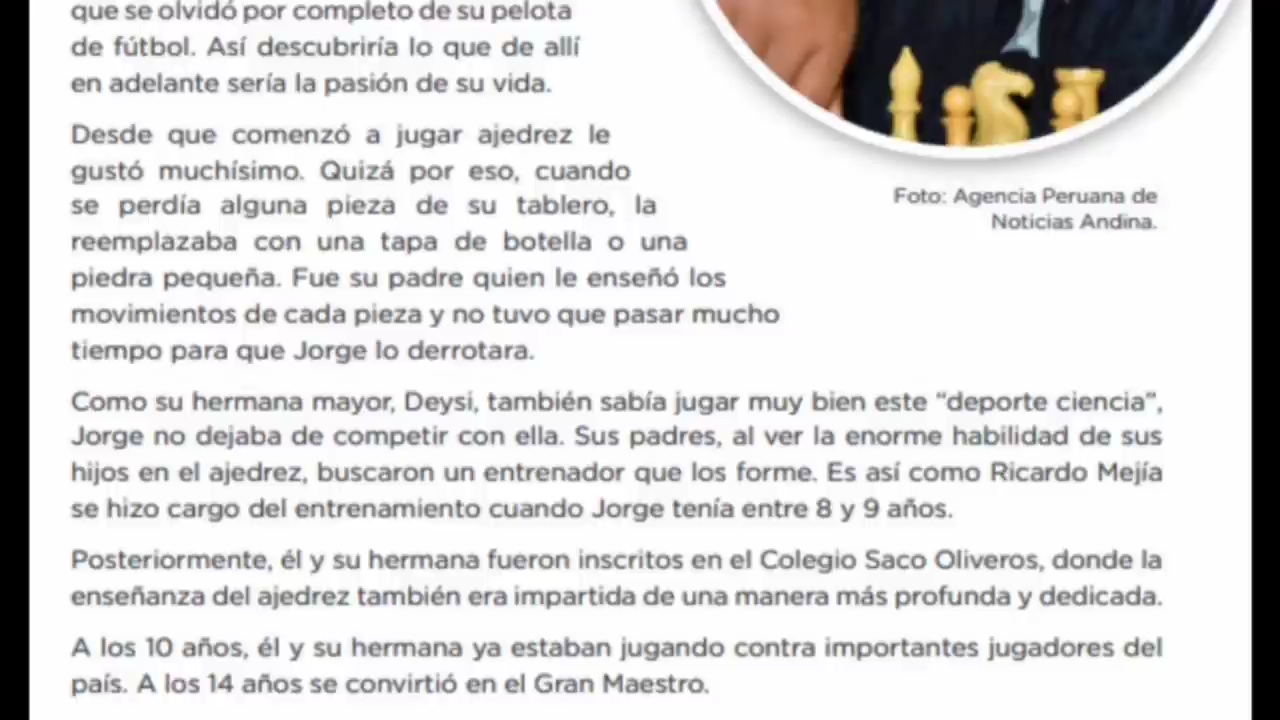 que se olvidó por completo de su pelota
de fútbol. Así descubriría lo que de allí
en adelante sería la pasión de su vida.
Desde que comenzó a jugar ajedrez le
gustó muchísimo. Quizá por eso, cuando
se perdía alguna pieza de su tablero, la
reemplazaba con una tapa de botella o una
piedra pequeña. Fue su padre quien le enseñó los
movimientos de cada pieza y no tuvo que pasar mucho
tiempo para que Jorge lo derrotara.
Foto: Agencia Peruana de
Noticias Andina.
Como su hermana mayor, Deysi, también sabía jugar muy bien este "deporte ciencia",
Jorge no dejaba de competir con ella. Sus padres, al ver la enorme habilidad de sus
hijos en el ajedrez, buscaron un entrenador que los forme. Es así como Ricardo Mejía
se hizo cargo del entrenamiento cuando Jorge tenía entre 8 y 9 años.
Posteriormente, él y su hermana fueron inscritos en el Colegio Saco Oliveros, donde la
enseñanza del ajedrez también era impartida de una manera más profunda y dedicada.
A los 10 años, él y su hermana ya estaban jugando contra importantes jugadores del
país. A los 14 años se convirtió en el Gran Maestro.